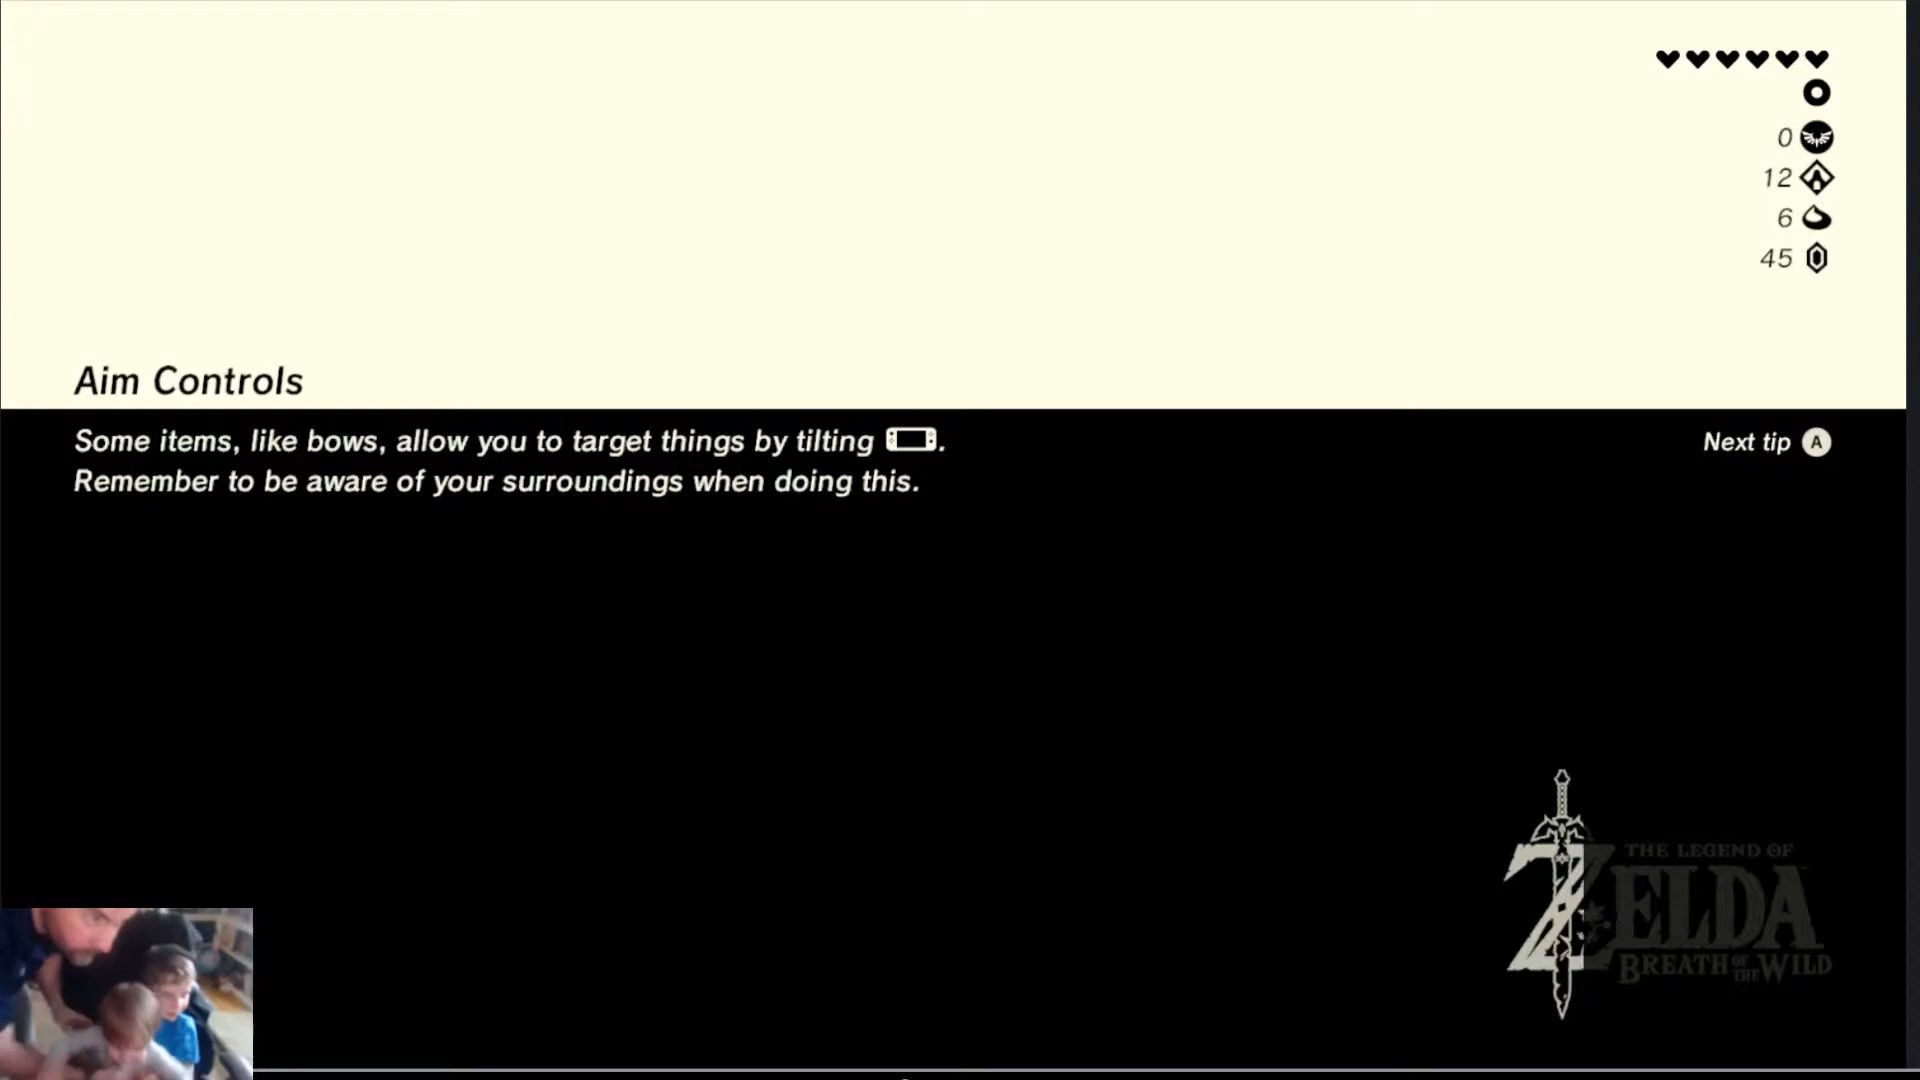 0
12
6
45
Aim Controls
Some items, like bows, allow you to target things by tilting .
Remember to be aware of your surroundings when doing this.
Next tip A
THE LEGEND OF
ZELDA
BREATH OF THE WILD